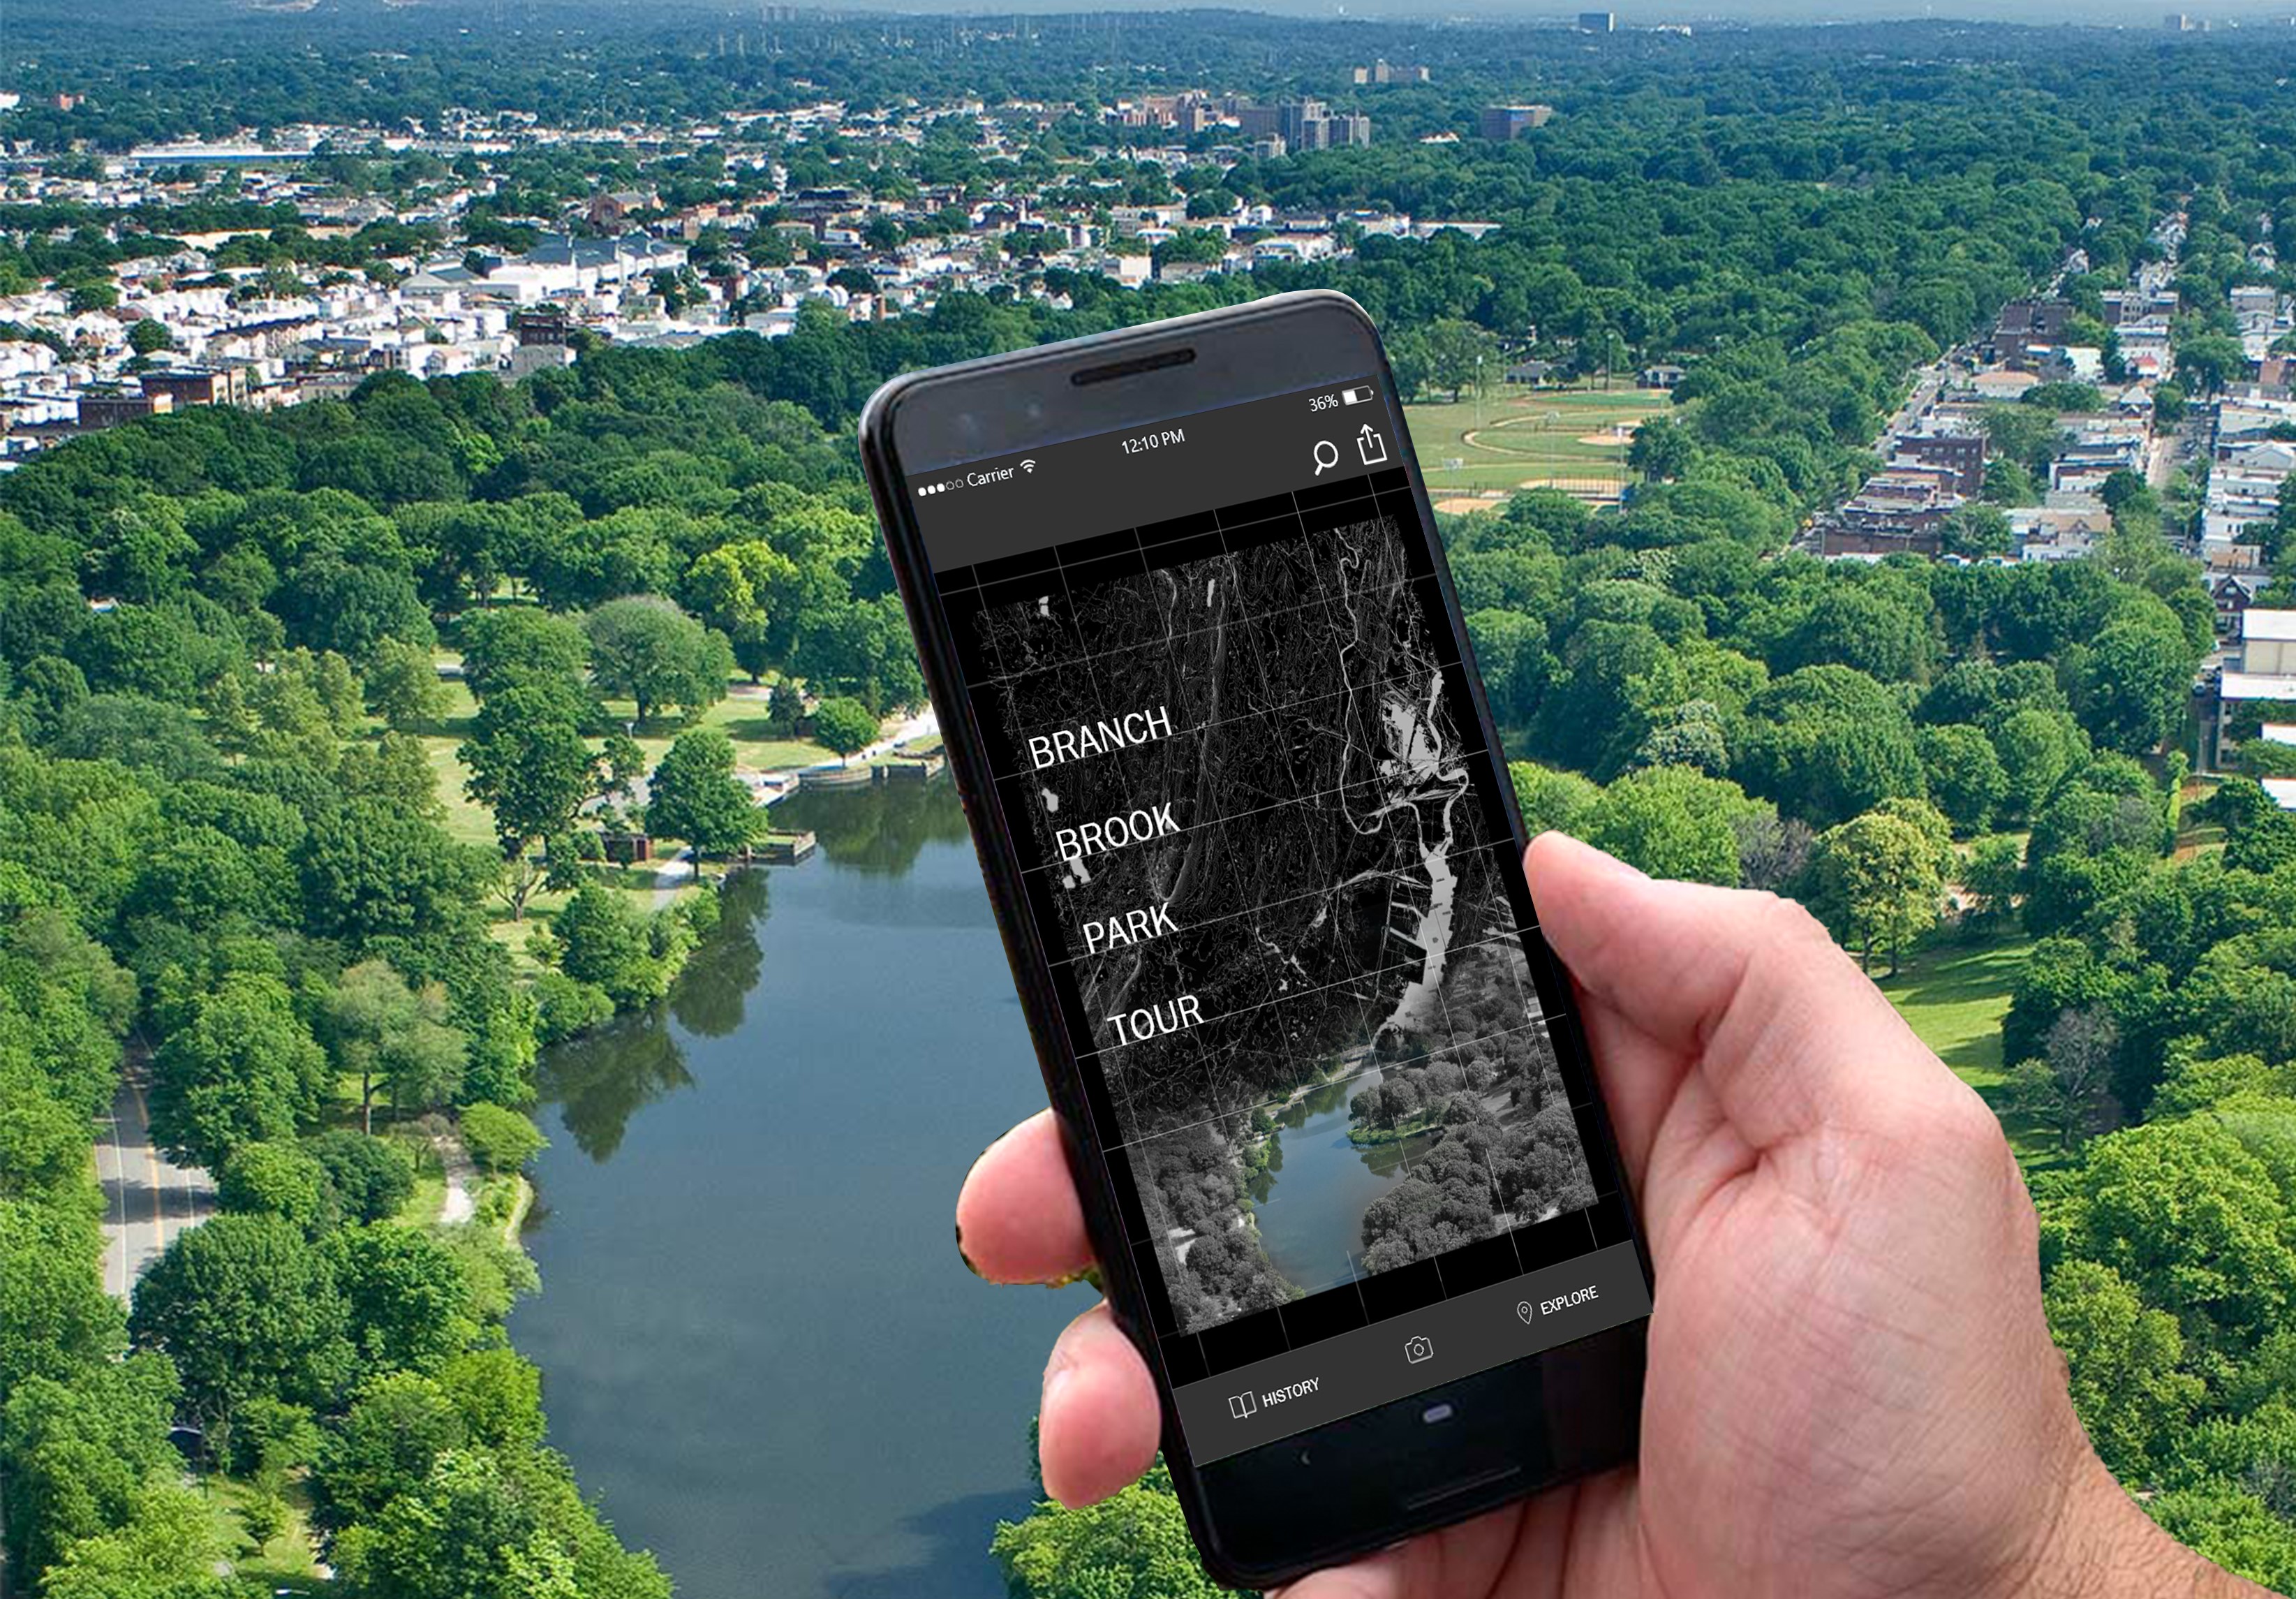 36%
12:10 PM
Carrier
BRANCH
BROOK
PARK
TOUR
HISTORY
EXPLORE